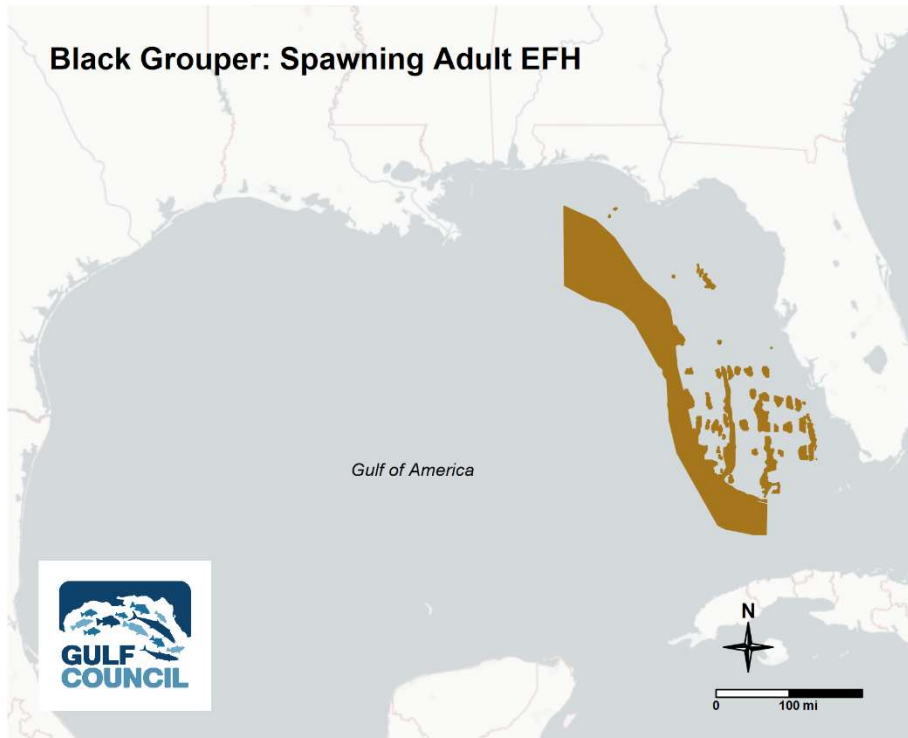 Black Grouper: Spawning Adult EFH
Gulf of America
GULF
COUNCIL
N
0 100 mi